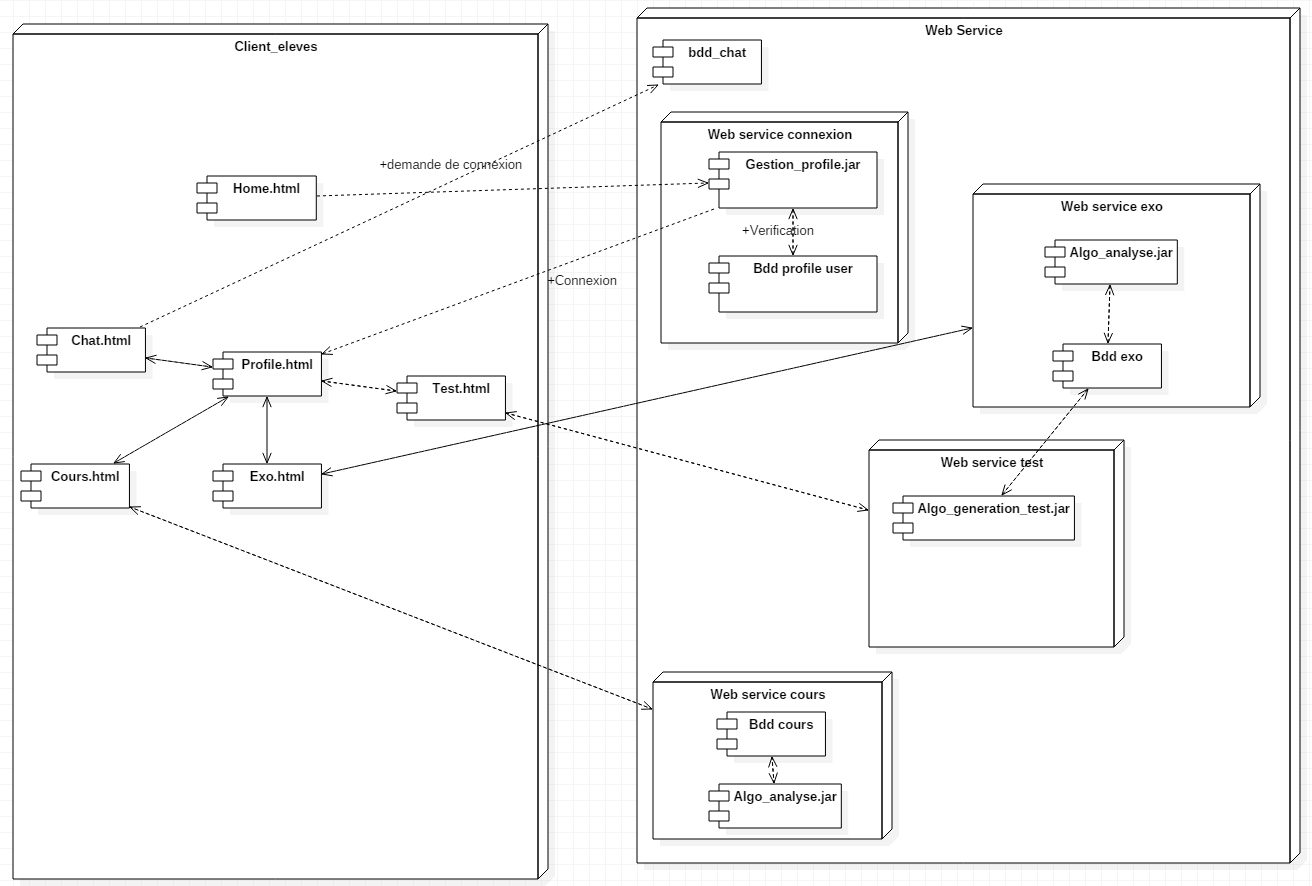 Client_eleves
Home.html
Chat.html
Profile.html
Test.html
Cours.html
Exo.html
+demande de connexion
+Connexion
Web Service
bdd_chat
Web service connexion
Gestion_profile.jar
+Verification
Bdd profile user
Web service exo
Algo_analyse.jar
Bdd exo
Web service test
Algo_generation_test.jar
Web service cours
Bdd cours
Algo_analyse.jar